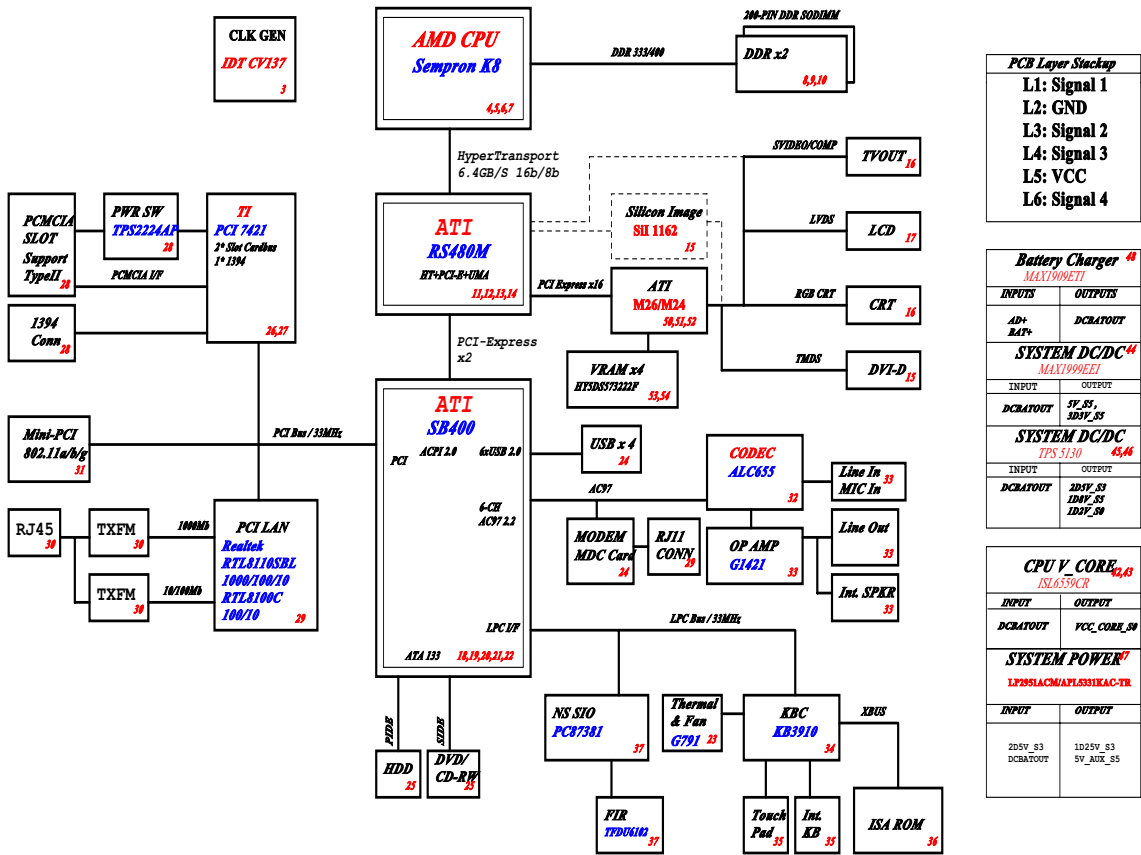 CLK GEN
IDT CV137
3
AMD CPU
Sempron K8
4,5,6,7
DDR 333/400
200-PIN DDR SODIMM
DDR x2
8,9,10
HyperTransport
6.4GB/S 16b/8b
PCMCIA
SLOT
Support
TypeII
28
PWR SW
TPS2224AP
28
PCMCIA I/F
TI
PCI 7421
2* Slot Cardbus
1* 1394
26,27
1394
Conn
28
ATI
RS480M
HT+PCI-E+UMA
11,12,13,14
Silicon Image
SiI 1162
15
PCI Express x16
ATI
M26/M24
50,51,52
VRAM x4
HY5DS573222F
53,54
SVIDEO/COMP
TVOUT
16
LVDS
LCD
17
RGB CRT
CRT
16
TMDS
DVI-D
15
PCI-Express
x2
Mini-PCI
802.11a/b/g
31
PCI Bus / 33MHz
ATI
SB400
ACPI 2.0
6xUSB 2.0
PCI
6-CH
AC97 2.2
LPC I/F
ATA 133
18,19,20,21,22
USB x 4
24
AC97
CODEC
ALC655
32
Line In
MIC In
33
MODEM
MDC Card
24
RJ11
CONN
29
OP AMP
G1421
33
Line Out
33
Int. SPKR
33
RJ45
30
TXFM
30
1000Mb
TXFM
30
10/100Mb
PCI LAN
Realtek
RTL8110SBL
1000/100/10
RTL8100C
100/10
29
LPC Bus / 33MHz
PIDE
SIDE
HDD
25
DVD/
CD-RW
25
NS SIO
PC87381
37
FIR
TFDU6102
37
Thermal
& Fan
G791
23
KBC
KB3910
34
XBUS
Touch
Pad
35
Int.
KB
35
ISA ROM
36
PCB Layer Stackup
L1: Signal 1
L2: GND
L3: Signal 2
L4: Signal 3
L5: VCC
L6: Signal 4
Battery Charger 48
MAX1909ETI
INPUTS OUTPUTS
AD+ DCBATOUT
BAT+
SYSTEM DC/DC 44
MAX1999EEI
INPUT OUTPUT
DCBATOUT 5V_S5 ,
3D3V_S5
SYSTEM DC/DC
TPS 5130 45,46
INPUT OUTPUT
DCBATOUT 2D5V_S3
1D8V_S5
1D2V_S0
CPU V_CORE 42,43
ISL6559CR
INPUT OUTPUT
DCBATOUT VCC_CORE_S0
SYSTEM POWER 47
LP2951ACM/APL5331KAC-TR
INPUT OUTPUT
2D5V_S3 1D25V_S3
DCBATOUT 5V_AUX_S5